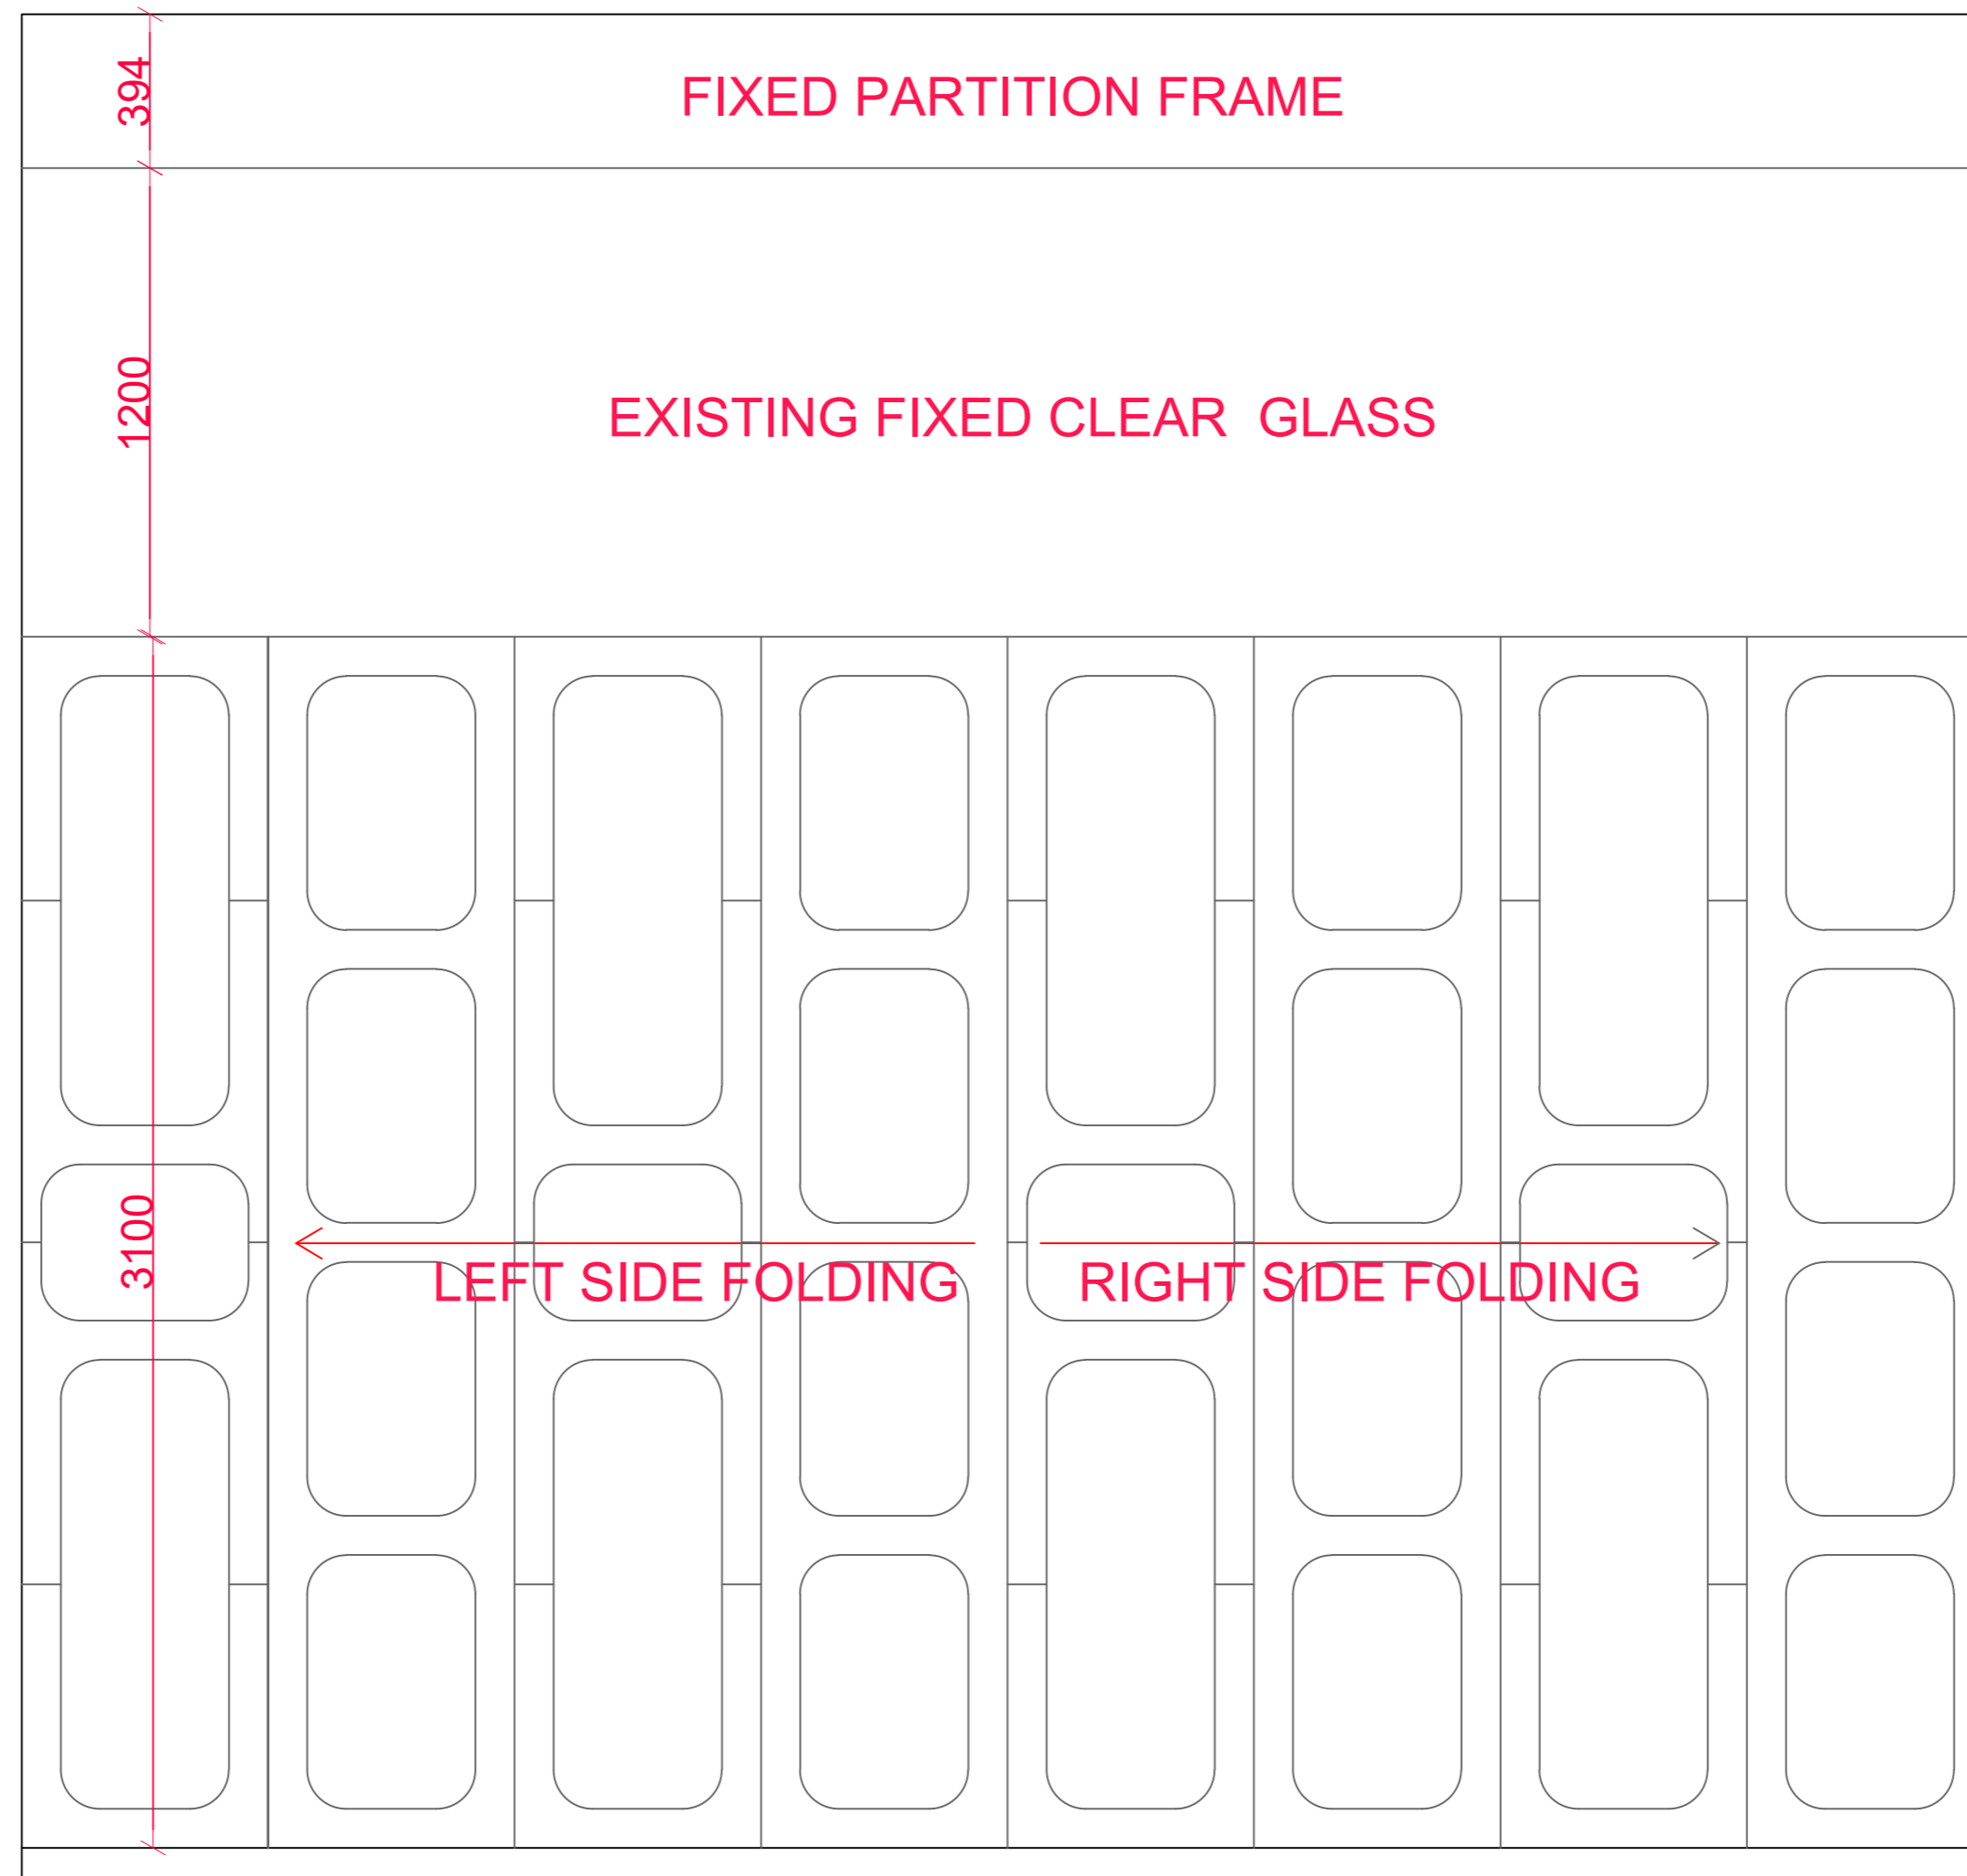 394
FIXED PARTITION FRAME
1200
EXISTING FIXED CLEAR GLASS
3100
LEFT SIDE FOLDING
RIGHT SIDE FOLDING